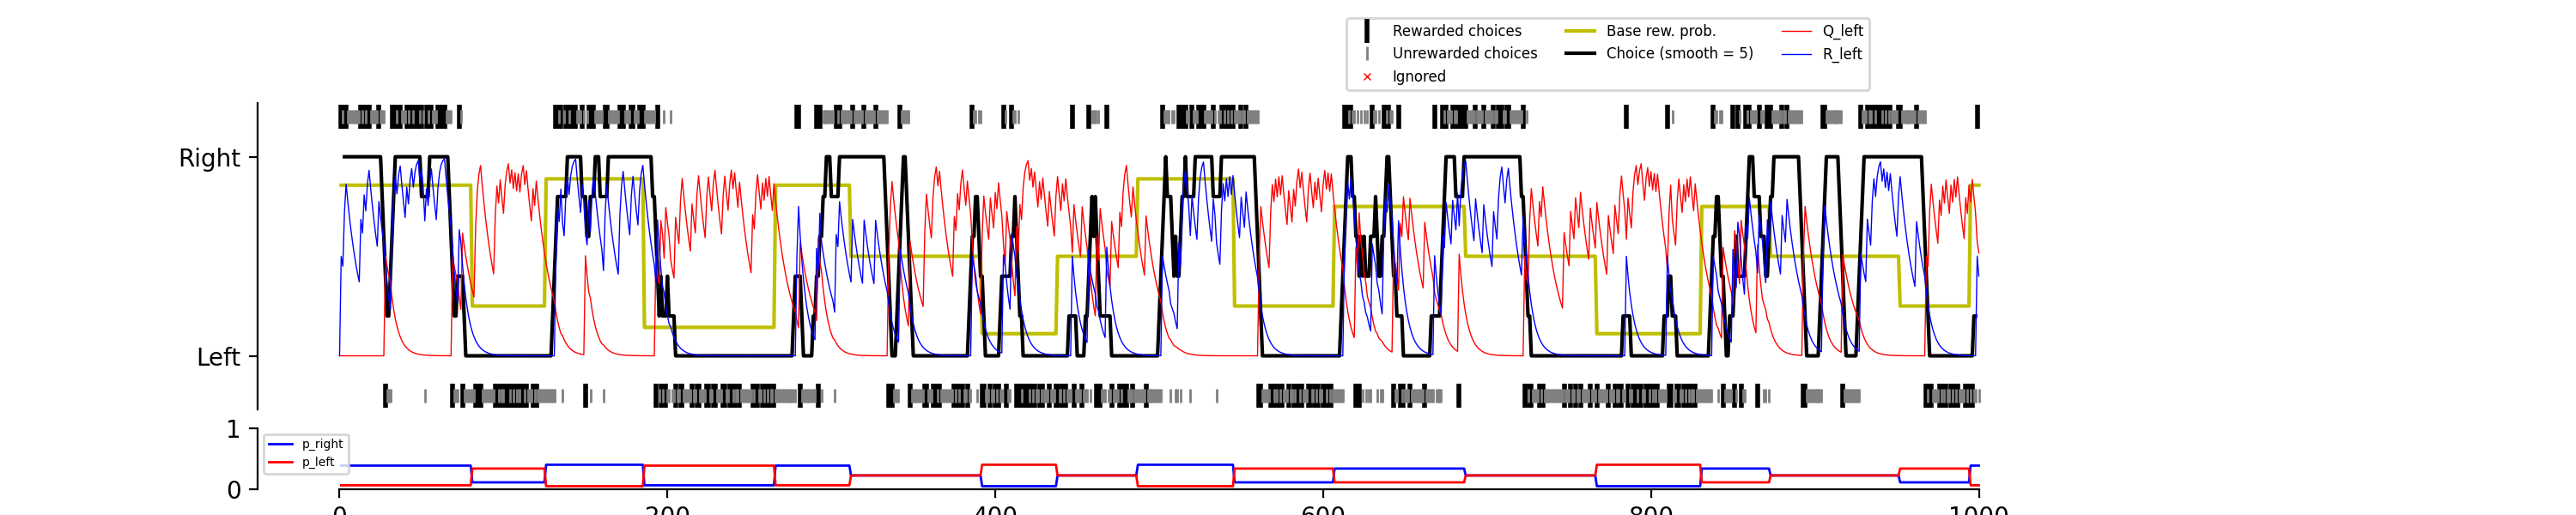 Rewarded choices
Unrewarded choices
Ignored
Base rew. prob.
Choice (smooth = 5)
Q_left
R_left
Right
Left
1
0
p_right
p_left
0 200 400 600 800 1000